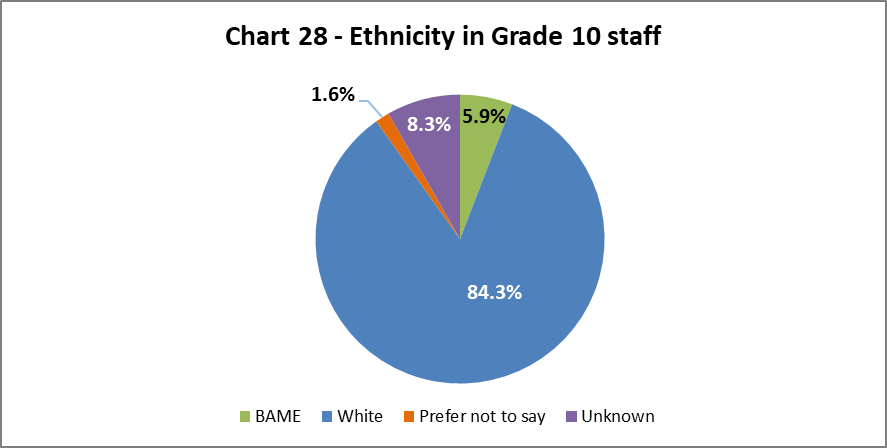 Chart 28 - Ethnicity in Grade 10 staff
1.6%
8.3%
5.9%
84.3%
BAME White Prefer not to say Unknown